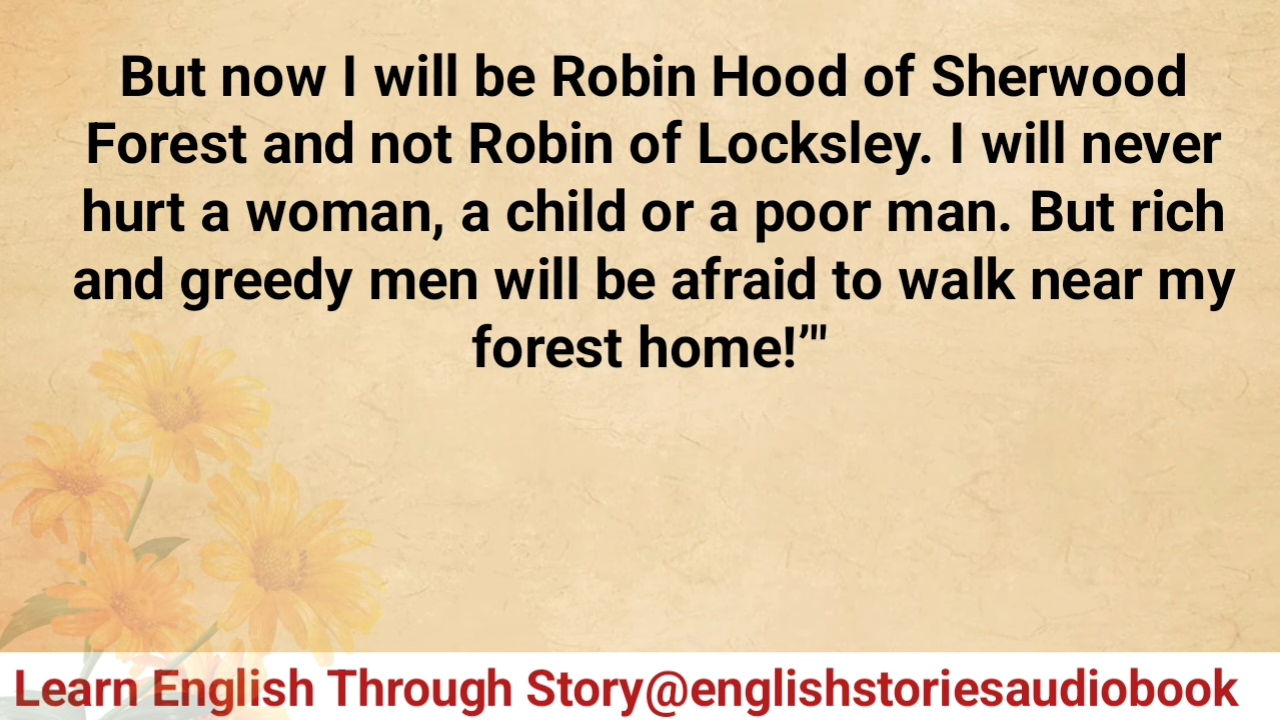 But now I will be Robin Hood of Sherwood
Forest and not Robin of Locksley. I will never
hurt a woman, a child or a poor man. But rich
and greedy men will be afraid to walk near my
forest home!’"
Learn English Through Story@englishstoriesaudiobook